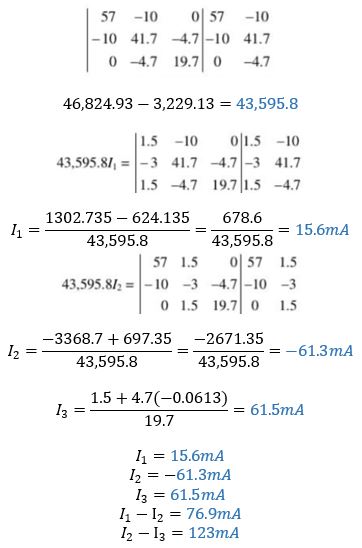 | 57 −10 0 | 57 −10
| −10 41.7 −4.7 | −10 41.7
| 0 −4.7 19.7 | 0 −4.7
46,824.93 − 3,229.13 = 43,595.8
| 1.5 −10 0 | 1.5 −10
43,595.8I₁ = | −3 41.7 −4.7 | −3 41.7
| 1.5 −4.7 19.7 | 1.5 −4.7
I₁ = (1302.735 − 624.135)/43,595.8 = 678.6/43,595.8 = 15.6mA
| 57 1.5 0 | 57 1.5
43,595.8I₂ = | −10 −3 −4.7 | −10 −3
| 0 1.5 19.7 | 0 1.5
I₂ = (−3368.7 + 697.35)/43,595.8 = −2671.35/43,595.8 = −61.3mA
I₃ = (1.5 + 4.7(−0.0613))/19.7 = 61.5mA
I₁ = 15.6mA
I₂ = −61.3mA
I₃ = 61.5mA
I₁ − I₂ = 76.9mA
I₂ − I₃ = 123mA